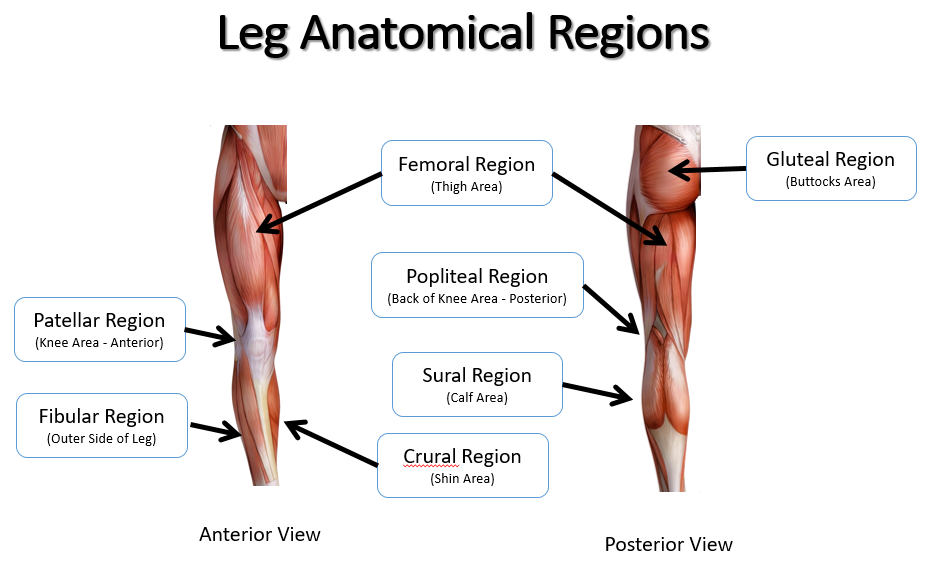 Leg Anatomical Regions
Femoral Region
(Thigh Area)
Gluteal Region
(Buttocks Area)
Popliteal Region
(Back of Knee Area - Posterior)
Patellar Region
(Knee Area - Anterior)
Sural Region
(Calf Area)
Fibular Region
(Outer Side of Leg)
Crural Region
(Shin Area)
Anterior View
Posterior View